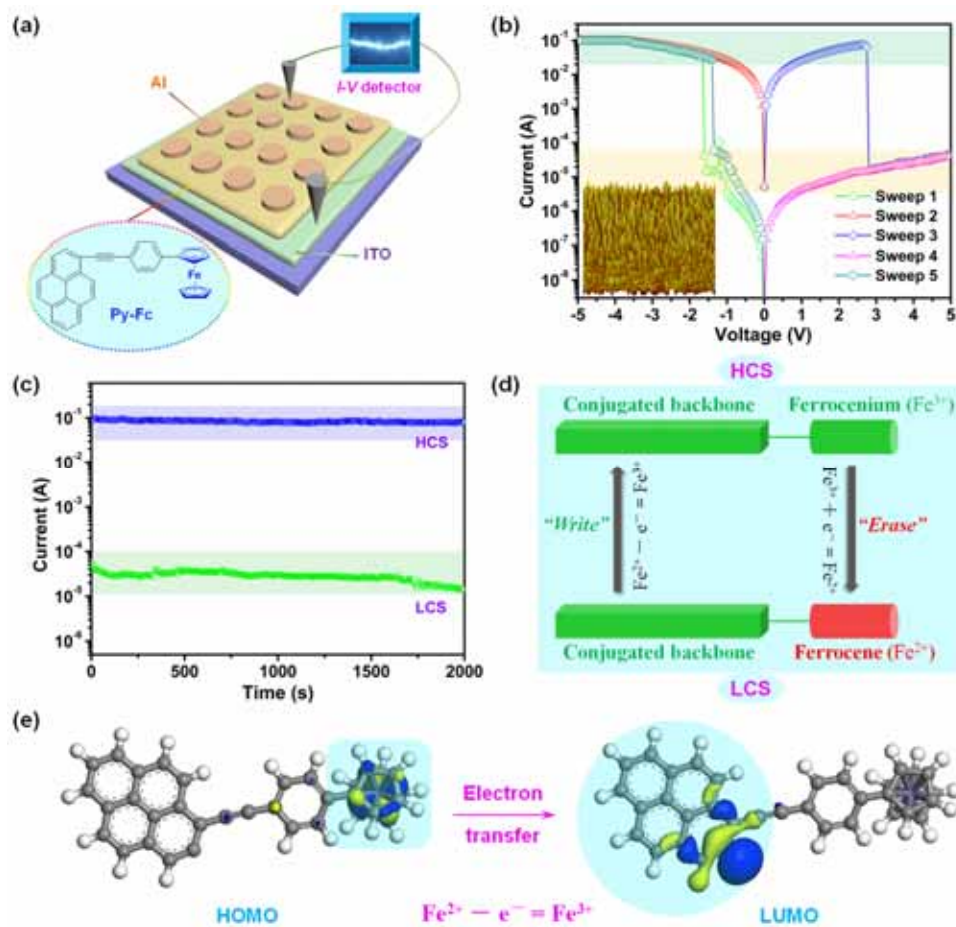 (a)
Al
I-V detector
ITO
Fe
Py-Fc
(b)
Current (A)
10⁻¹
10⁻²
10⁻³
10⁻⁴
10⁻⁵
10⁻⁶
10⁻⁷
10⁻⁸
Sweep 1
Sweep 2
Sweep 3
Sweep 4
Sweep 5
-5 -4 -3 -2 -1 0 1 2 3 4 5
Voltage (V)
(c)
Current (A)
10⁻¹
10⁻²
10⁻³
10⁻⁴
10⁻⁵
10⁻⁶
HCS
LCS
0 500 1000 1500 2000
Time (s)
(d)
HCS
Conjugated backbone Ferrocenium (Fe³⁺)
"Write"
Fe²⁺ − e⁻ = Fe³⁺
Fe³⁺ + e⁻ = Fe²⁺
"Erase"
Conjugated backbone Ferrocene (Fe²⁺)
LCS
(e)
Electron
transfer
HOMO
Fe²⁺ − e⁻ = Fe³⁺
LUMO